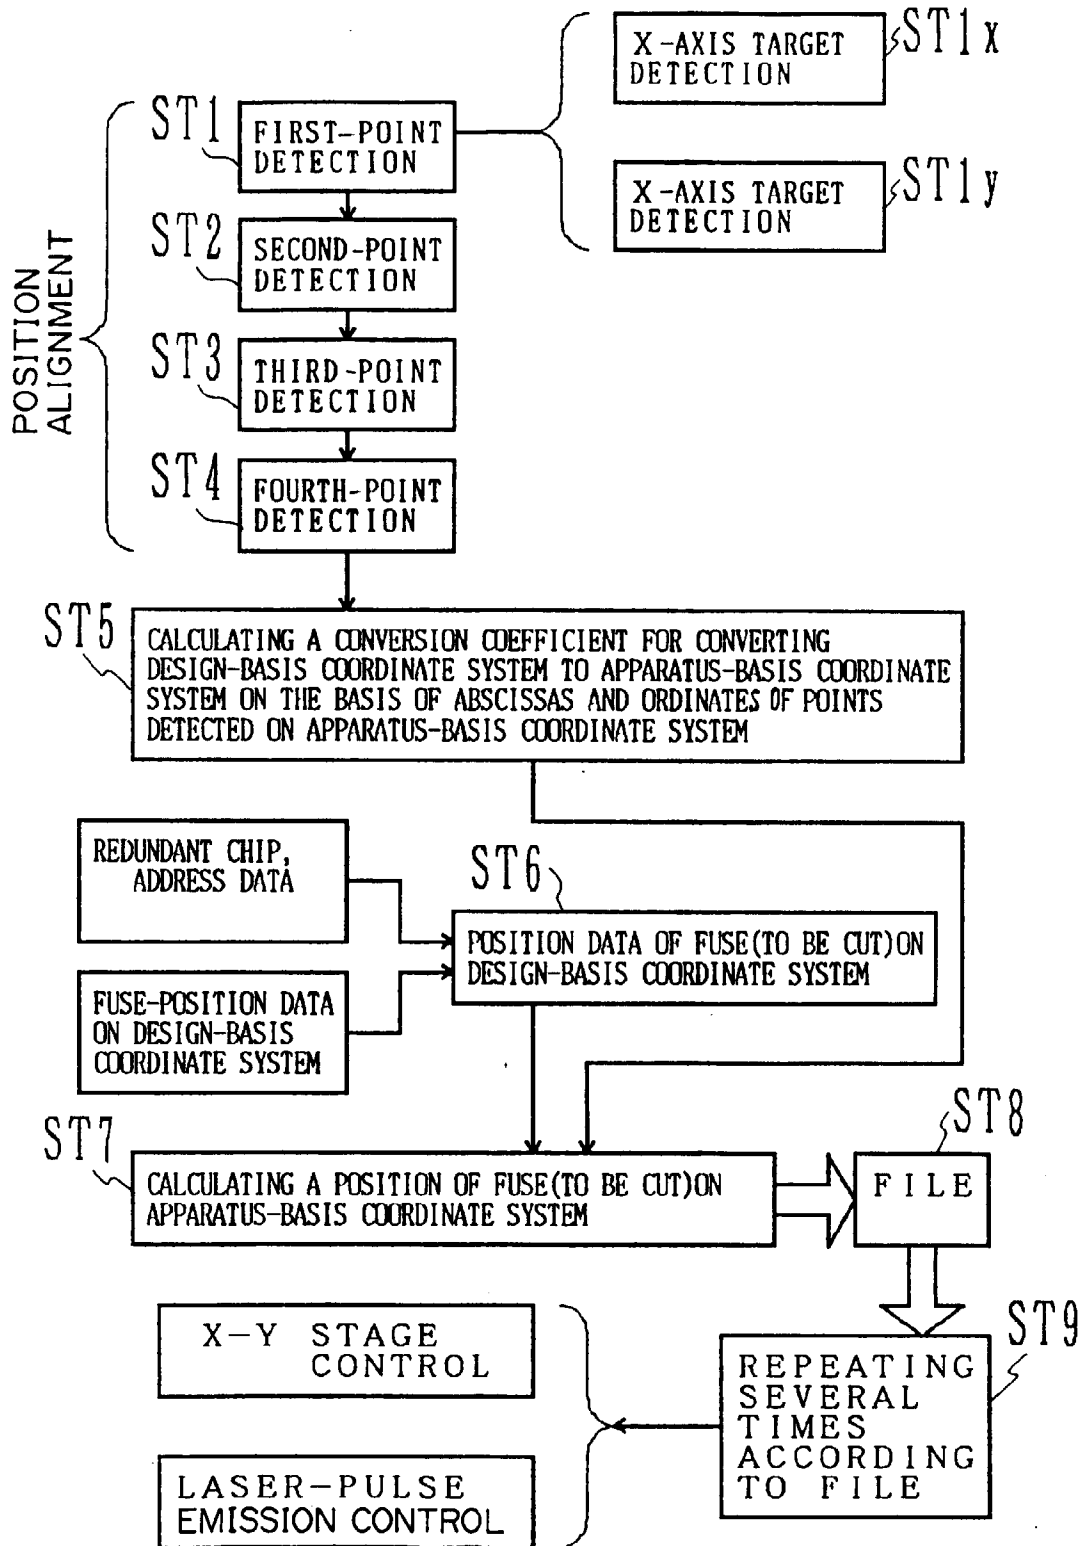 X-AXIS TARGET
DETECTION
ST1x
ST1
FIRST-POINT
DETECTION
X-AXIS TARGET
DETECTION
ST1y
ST2
SECOND-POINT
DETECTION
POSITION
ALIGNMENT
ST3
THIRD-POINT
DETECTION
ST4
FOURTH-POINT
DETECTION
ST5
CALCULATING A CONVERSION COEFFICIENT FOR CONVERTING
DESIGN-BASIS COORDINATE SYSTEM TO APPARATUS-BASIS COORDINATE
SYSTEM ON THE BASIS OF ABSCISSAS AND ORDINATES OF POINTS
DETECTED ON APPARATUS-BASIS COORDINATE SYSTEM
REDUNDANT CHIP,
ADDRESS DATA
ST6
POSITION DATA OF FUSE(TO BE CUT)ON
DESIGN-BASIS COORDINATE SYSTEM
FUSE-POSITION DATA
ON DESIGN-BASIS
COORDINATE SYSTEM
ST7
CALCULATING A POSITION OF FUSE(TO BE CUT)ON
APPARATUS-BASIS COORDINATE SYSTEM
ST8
FILE
X-Y STAGE
CONTROL
ST9
REPEATING
SEVERAL
TIMES
ACCORDING
TO FILE
LASER-PULSE
EMISSION CONTROL